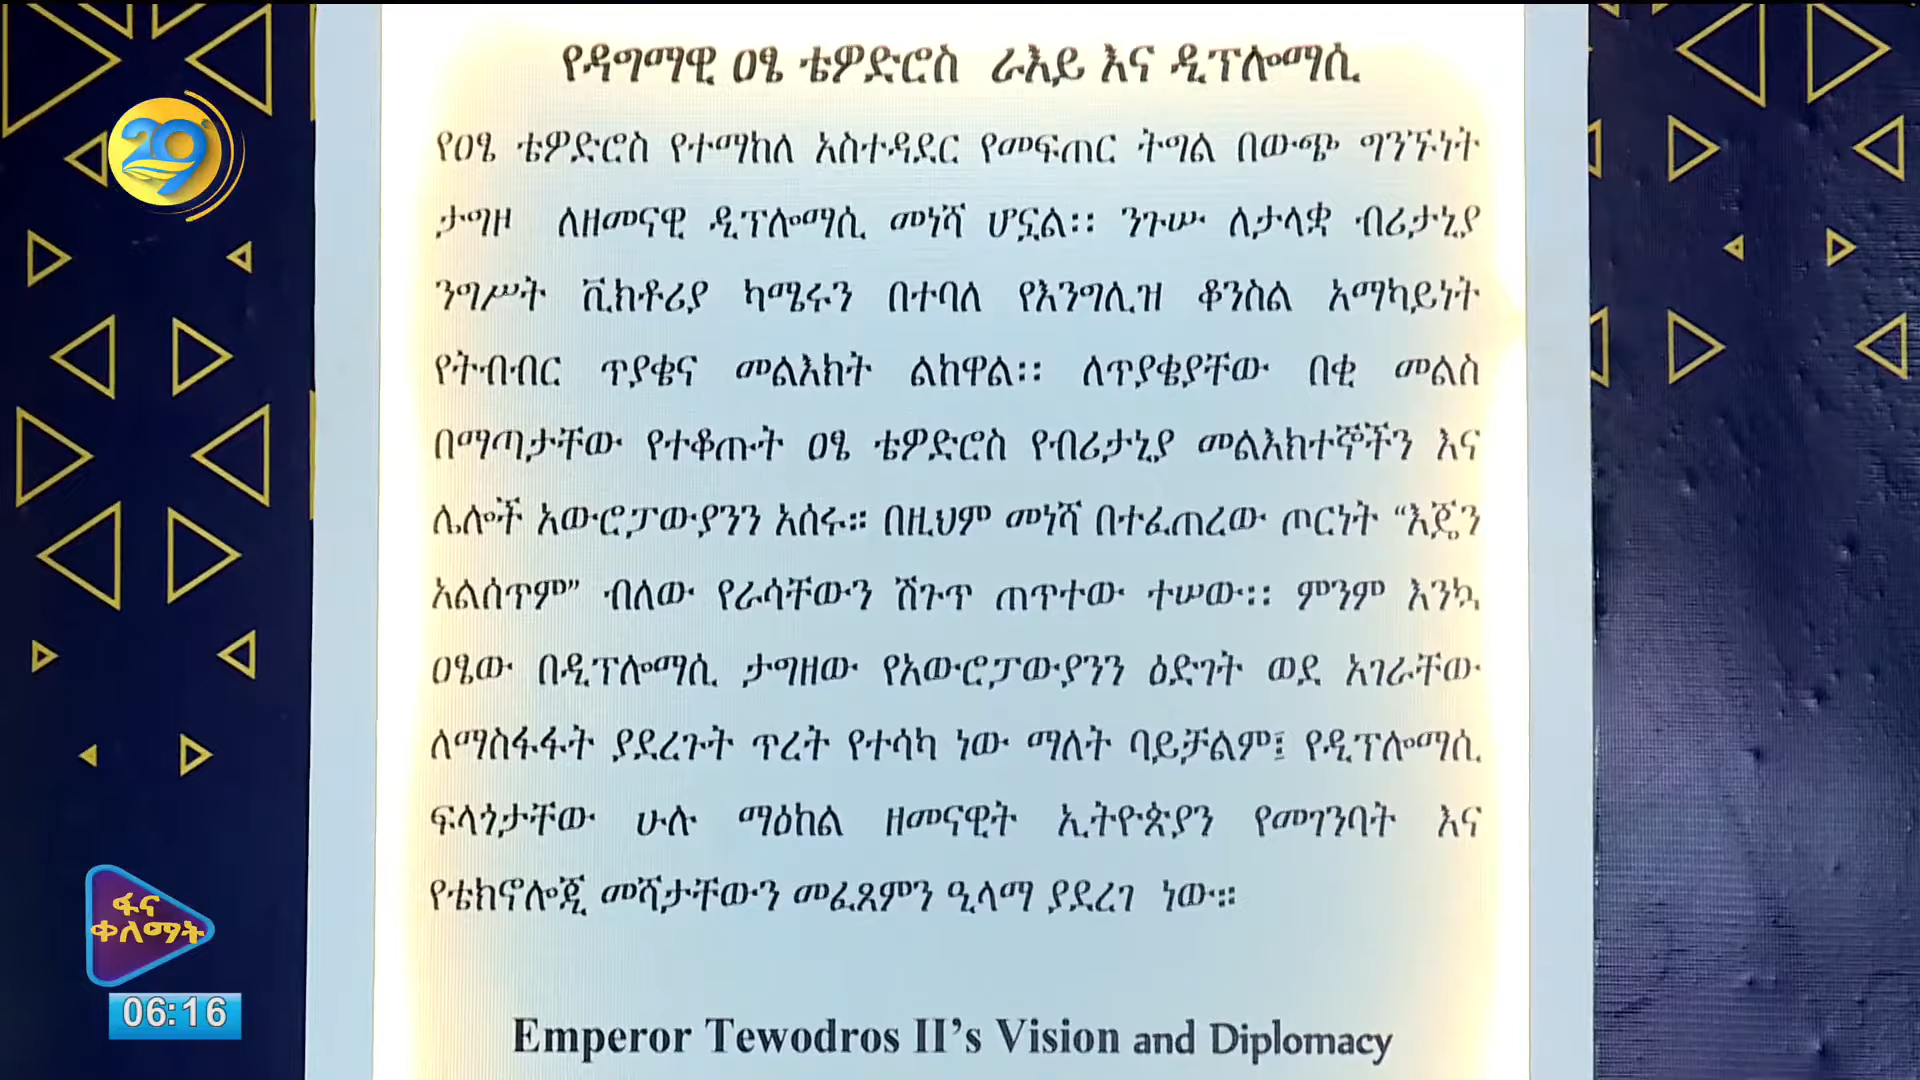 የዳግማዊ ዐፄ ቴዎድሮስ ራእይ እና ዲፕሎማሲ
የዐፄ ቴዎድሮስ የተማከለ አስተዳደር የመፍጠር ትግል በውጭ ግንኙነት
ታግዞ ለዘመናዊ ዲፕሎማሲ መነሻ ሆኗል፡፡ ንጉሡ ለታላቋ ብሪታኒያ
ንግሥት ቪክቶሪያ ካሜሩን በተባለ የእንግሊዝ ቆንስል አማካይነት
የትብብር ጥያቄና መልእክት ልከዋል፡፡ ለጥያቄያቸው በቂ መልስ
በማጣታቸው የተቆጡት ዐፄ ቴዎድሮስ የብሪታኒያ መልእክተኞችን እና
ሌሎች አውሮፓውያንን አሰሩ። በዚህም መነሻ በተፈጠረው ጦርነት “እጄን
አልሰጥም” ብለው የራሳቸውን ሽጉጥ ጠጥተው ተሠው፡፡ ምንም እንኳ
ዐፄው በዲፕሎማሲ ታግዘው የአውሮፓውያንን ዕድገት ወደ አገራቸው
ለማስፋፋት ያደረጉት ጥረት የተሳካ ነው ማለት ባይቻልም፤ የዲፕሎማሲ
ፍላጎታቸው ሁሉ ማዕከል ዘመናዊት ኢትዮጵያን የመገንባት እና
የቴክኖሎጂ መሻታቸውን መፈጸምን ዒላማ ያደረገ ነው።
Emperor Tewodros II’s Vision and Diplomacy
29
ፋና
ቀለማት
06:16